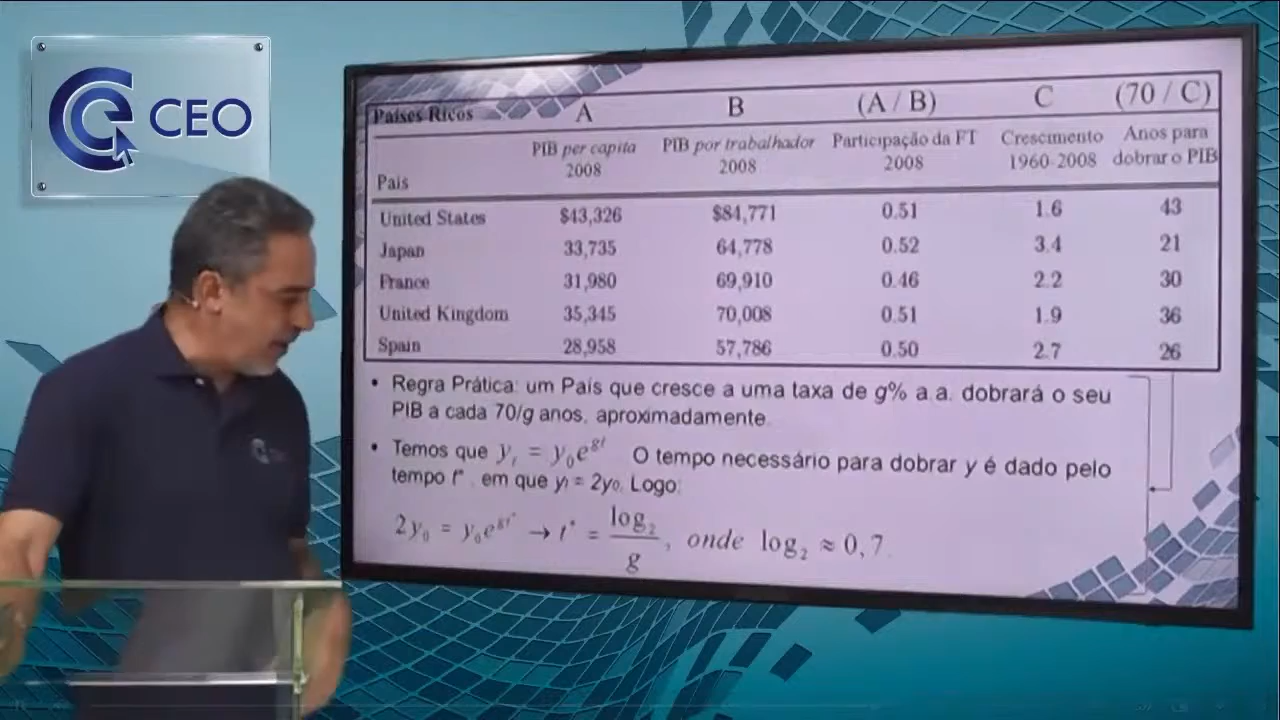 CEO
Países Ricos A B (A / B) C (70 / C)
País PIB per capita 2008 PIB por trabalhador 2008 Participação da FT 2008 Crescimento 1960-2008 Anos para dobrar o PIB
United States $43,326 $84,771 0.51 1.6 43
Japan 33,735 64,778 0.52 3.4 21
France 31,980 69,910 0.46 2.2 30
United Kingdom 35,345 70,008 0.51 1.9 36
Spain 28,958 57,786 0.50 2.7 26
• Regra Prática: um País que cresce a uma taxa de g% a.a. dobrará o seu
PIB a cada 70/g anos, aproximadamente.
• Temos que yₜ = y₀e^{gt} O tempo necessário para dobrar y é dado pelo
tempo t*, em que yₜ = 2y₀. Logo:
2y₀ = y₀e^{gt*} → t* = log₂/g, onde log₂ ≈ 0,7